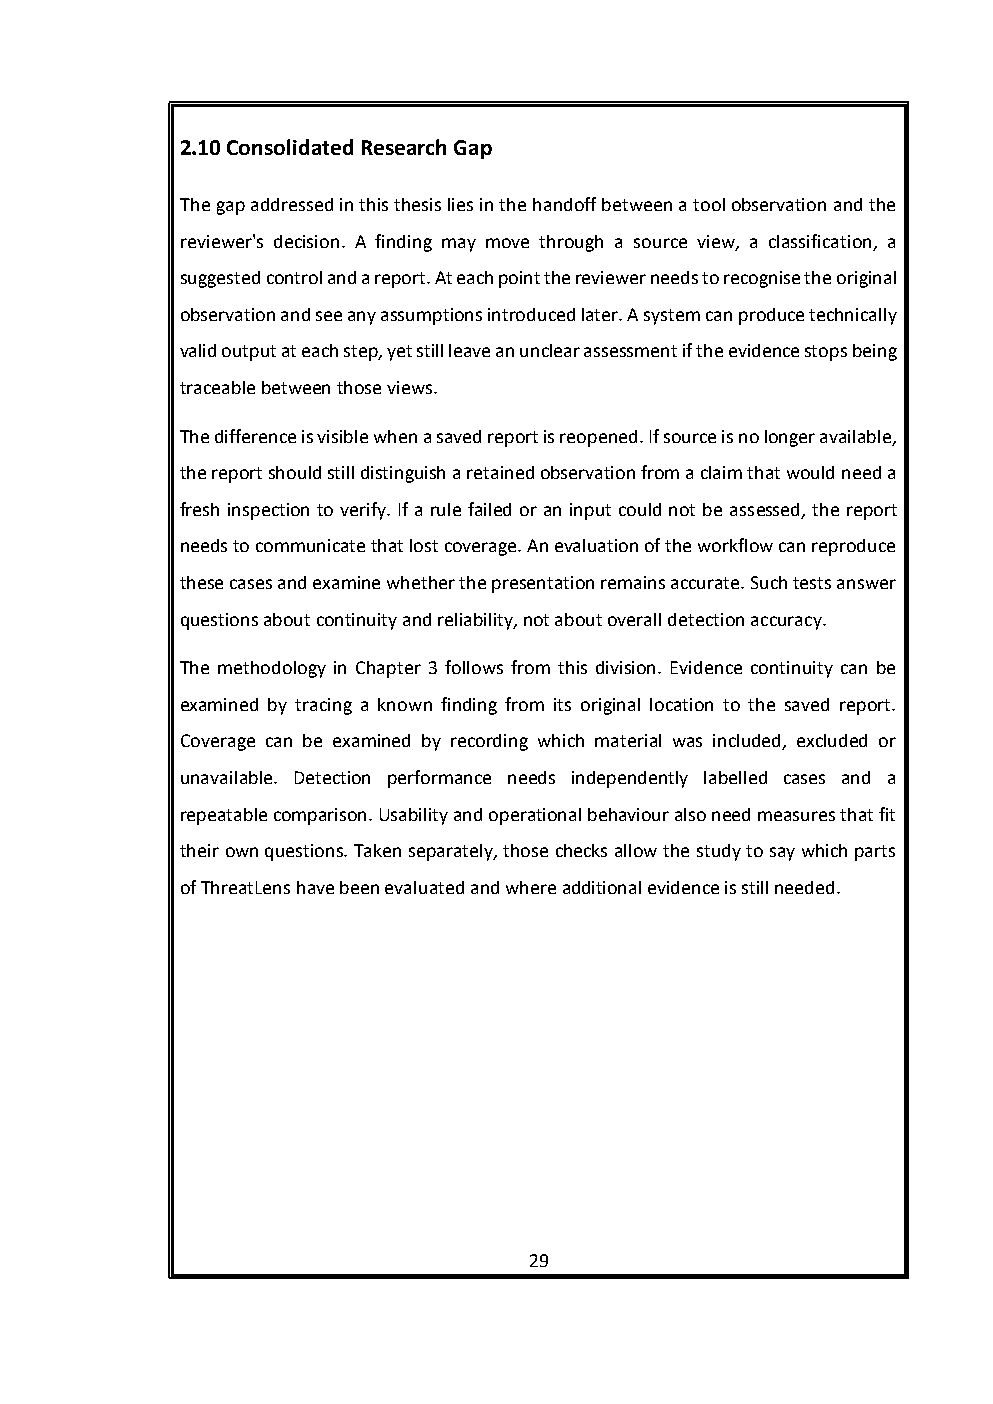 2.10 Consolidated Research Gap
The gap addressed in this thesis lies in the handoff between a tool observation and the
reviewer's decision. A finding may move through a source view, a classification, a
suggested control and a report. At each point the reviewer needs to recognise the original
observation and see any assumptions introduced later. A system can produce technically
valid output at each step, yet still leave an unclear assessment if the evidence stops being
traceable between those views.
The difference is visible when a saved report is reopened. If source is no longer available,
the report should still distinguish a retained observation from a claim that would need a
fresh inspection to verify. If a rule failed or an input could not be assessed, the report
needs to communicate that lost coverage. An evaluation of the workflow can reproduce
these cases and examine whether the presentation remains accurate. Such tests answer
questions about continuity and reliability, not about overall detection accuracy.
The methodology in Chapter 3 follows from this division. Evidence continuity can be
examined by tracing a known finding from its original location to the saved report.
Coverage can be examined by recording which material was included, excluded or
unavailable. Detection performance needs independently labelled cases and a
repeatable comparison. Usability and operational behaviour also need measures that fit
their own questions. Taken separately, those checks allow the study to say which parts
of ThreatLens have been evaluated and where additional evidence is still needed.
29